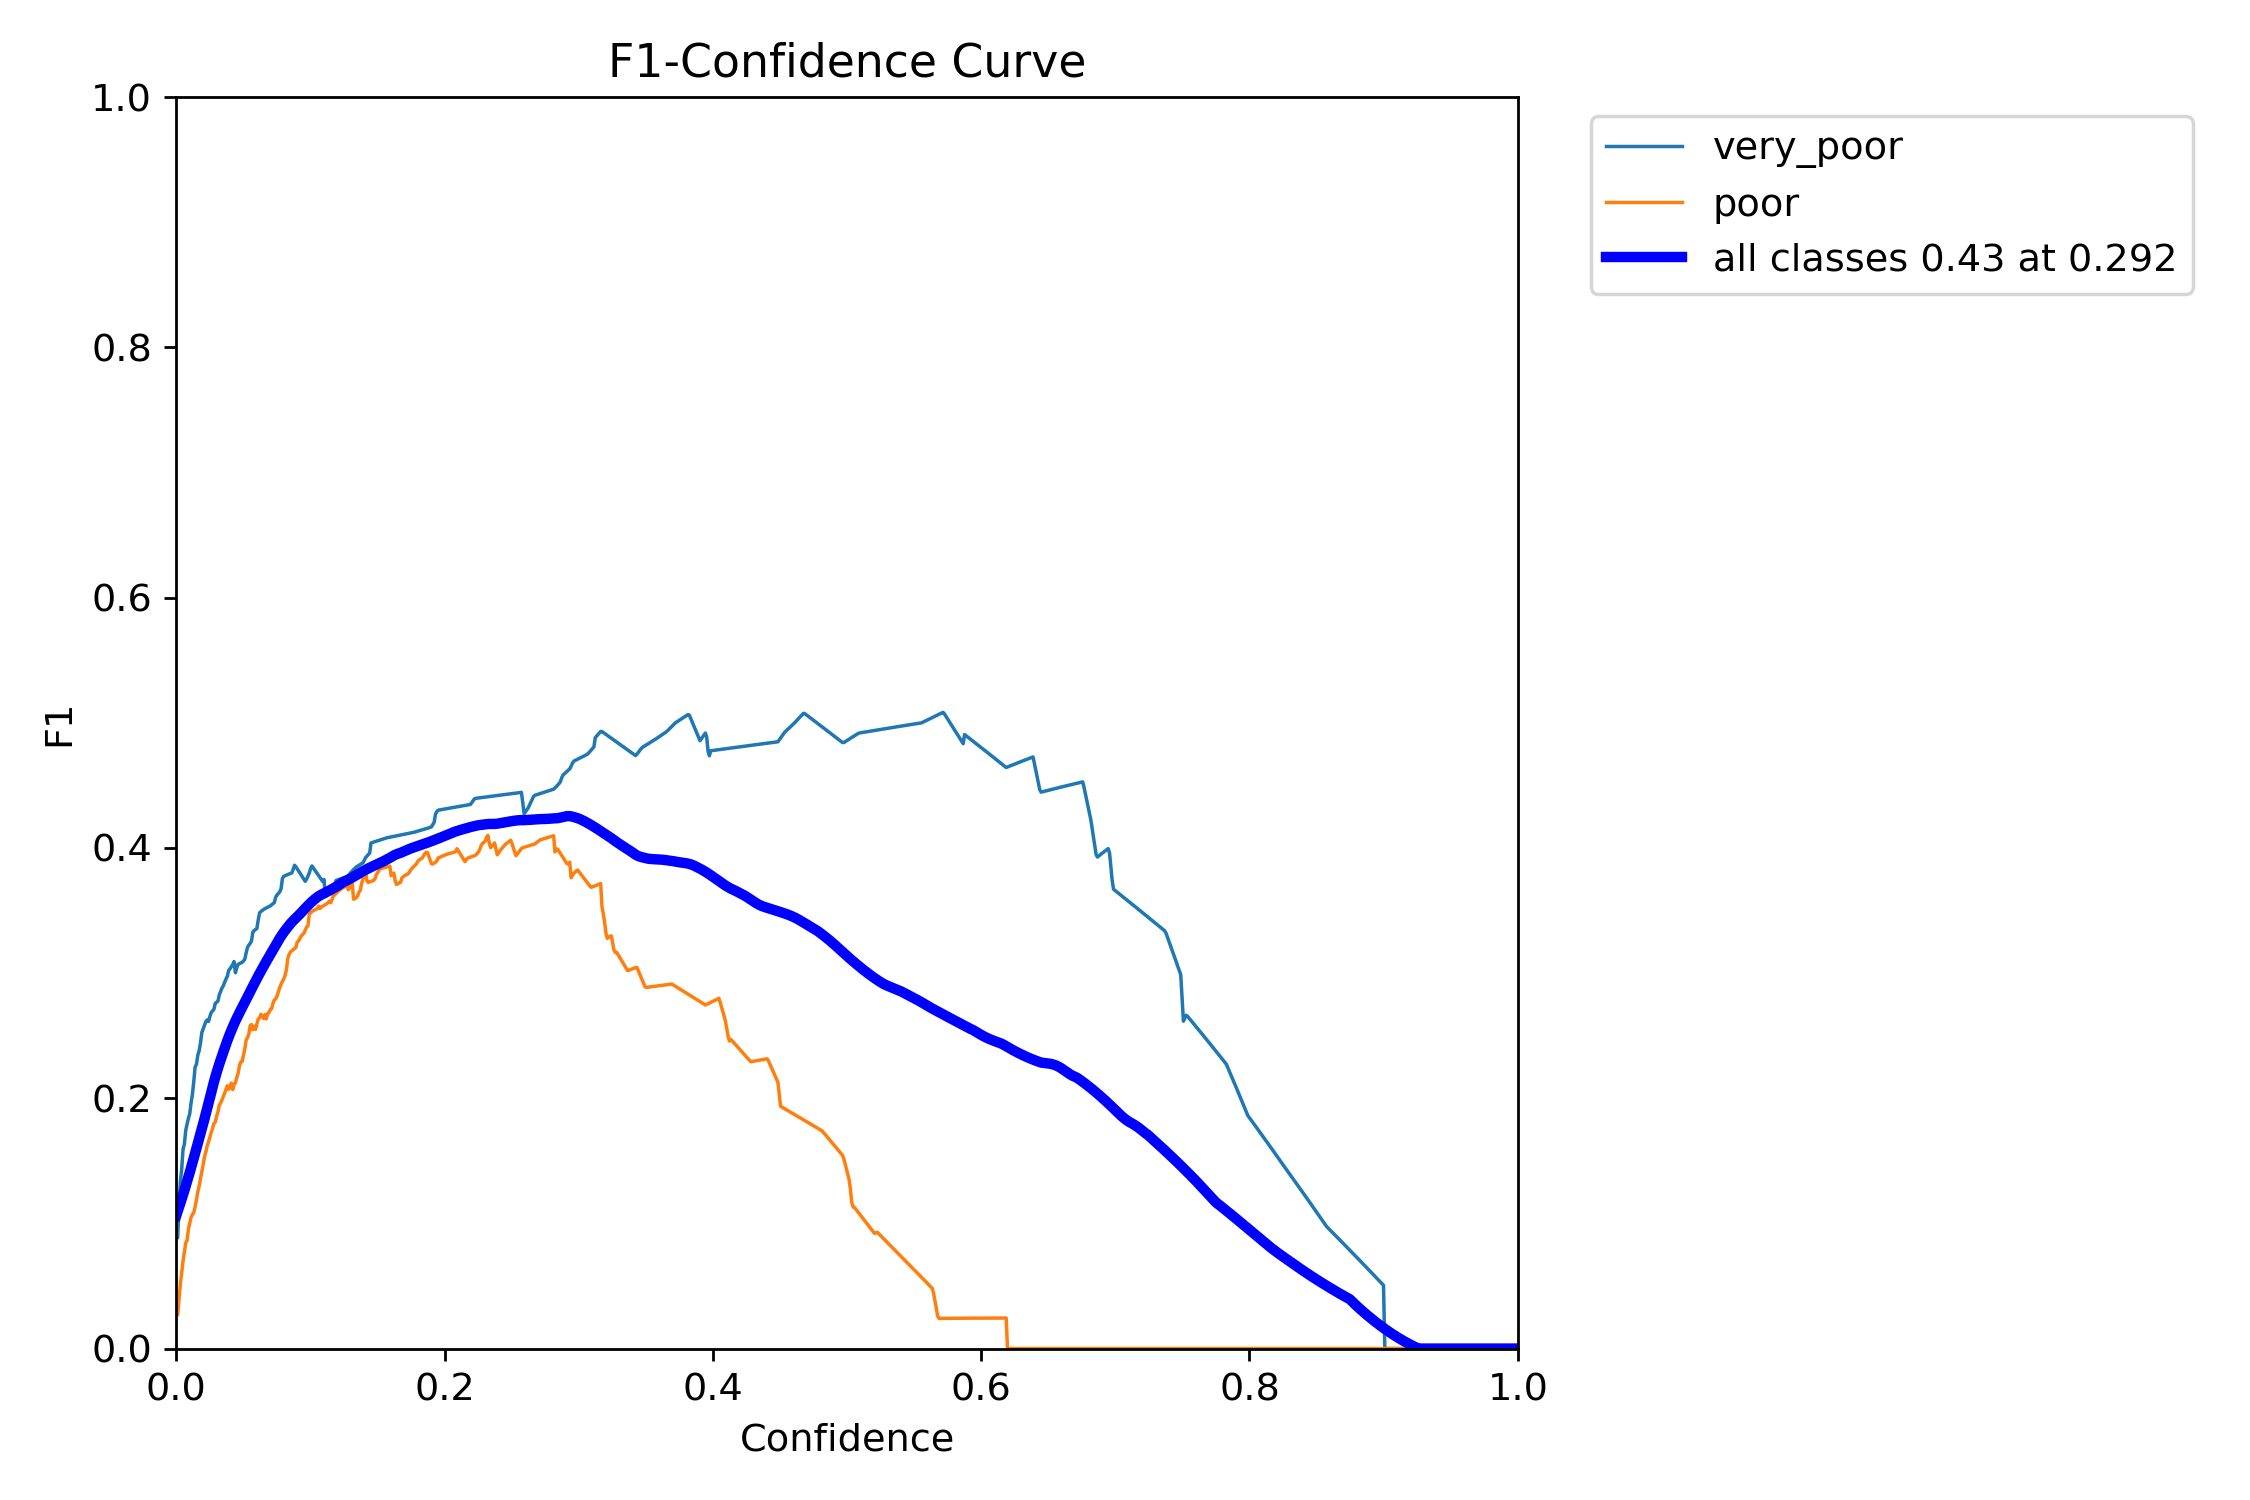 F1-Confidence Curve
1.0
0.8
0.6
0.4
0.2
0.0
F1
0.0 0.2 0.4 0.6 0.8 1.0
Confidence
very_poor
poor
all classes 0.43 at 0.292